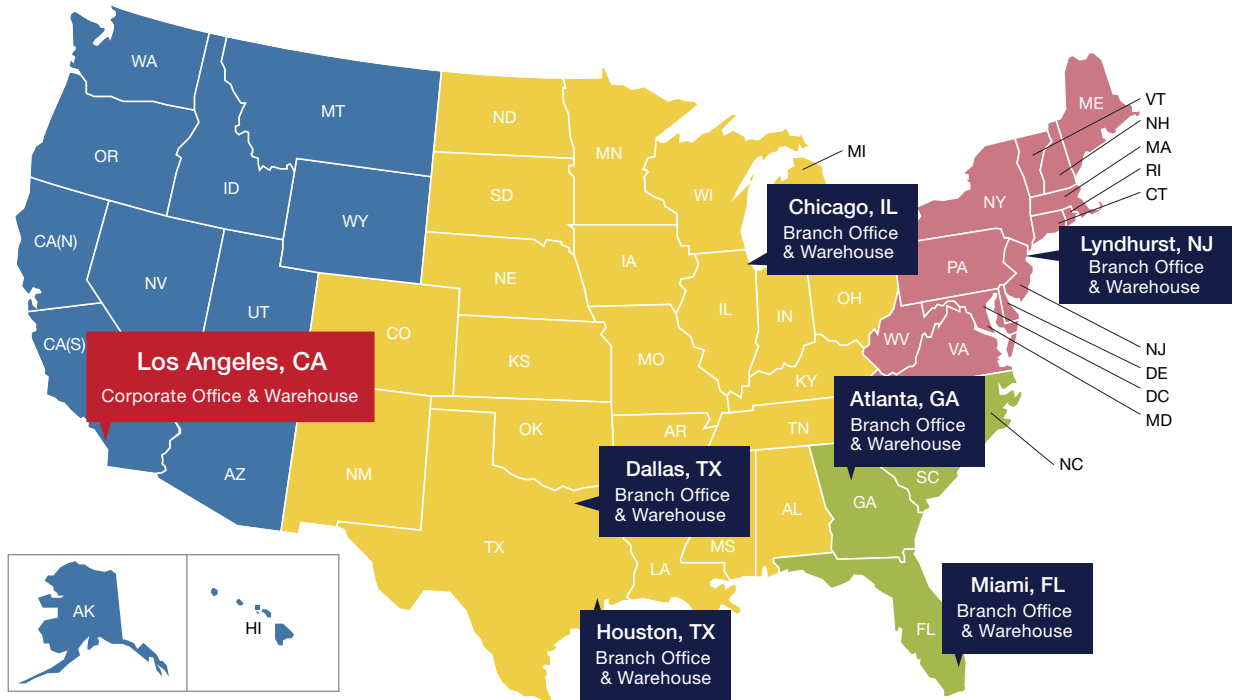 WA
MT
ND
MN
ME
VT
NH
MA
RI
CT
OR
ID
SD
WI
MI
NY
WY
Chicago, IL
Branch Office
& Warehouse
Lyndhurst, NJ
Branch Office
& Warehouse
CA(N)
NV
UT
NE
IA
IL
IN
OH
PA
CA(S)
CO
KS
MO
KY
WV
VA
NJ
DE
DC
MD
Los Angeles, CA
Corporate Office & Warehouse
Atlanta, GA
Branch Office
& Warehouse
AZ
NM
OK
AR
TN
NC
SC
Dallas, TX
Branch Office
& Warehouse
TX
LA
MS
AL
GA
Miami, FL
Branch Office
& Warehouse
FL
Houston, TX
Branch Office
& Warehouse
AK
HI